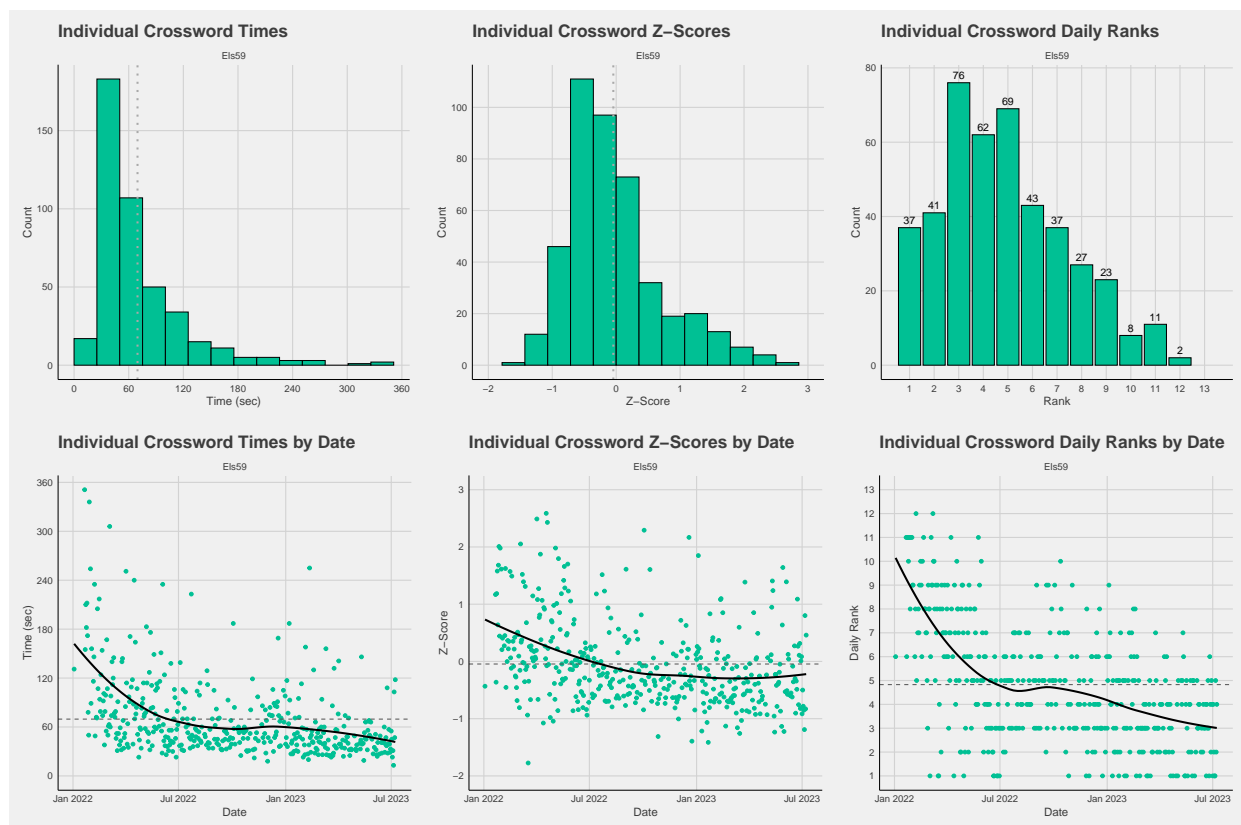 Individual Crossword Times
Els59
Count
150
100
50
0
0 60 120 180 240 300 360
Time (sec)
Individual Crossword Z−Scores
Els59
Count
100
80
60
40
20
0
−2 −1 0 1 2 3
Z−Score
Individual Crossword Daily Ranks
Els59
Count
80
60
40
20
0
37 41 76 62 69 43 37 27 23 8 11 2
1 2 3 4 5 6 7 8 9 10 11 12 13
Rank
Individual Crossword Times by Date
Els59
Time (sec)
360
300
240
180
120
60
0
Jan 2022 Jul 2022 Jan 2023 Jul 2023
Date
Individual Crossword Z−Scores by Date
Els59
Z−Score
3
2
1
0
−1
−2
Jan 2022 Jul 2022 Jan 2023 Jul 2023
Date
Individual Crossword Daily Ranks by Date
Els59
Daily Rank
13
12
11
10
9
8
7
6
5
4
3
2
1
Jan 2022 Jul 2022 Jan 2023 Jul 2023
Date